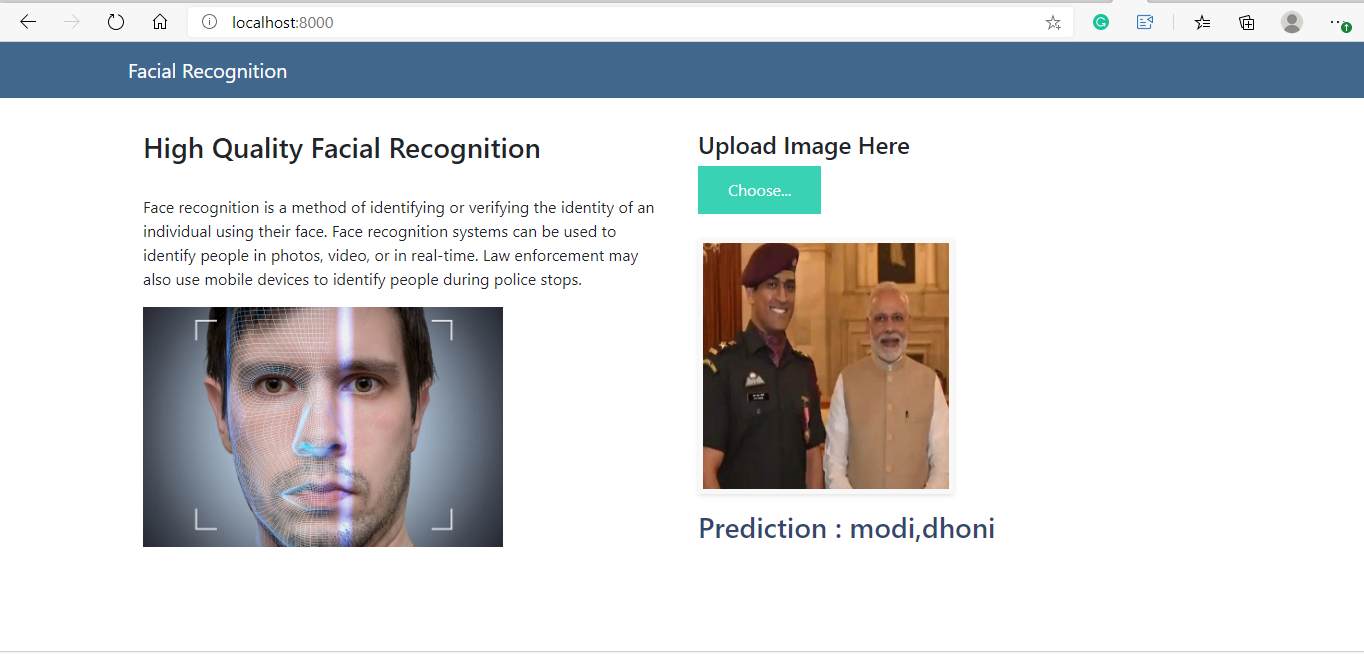 localhost:8000
Facial Recognition
High Quality Facial Recognition
Face recognition is a method of identifying or verifying the identity of an
individual using their face. Face recognition systems can be used to
identify people in photos, video, or in real-time. Law enforcement may
also use mobile devices to identify people during police stops.
Upload Image Here
Choose...
Prediction : modi,dhoni